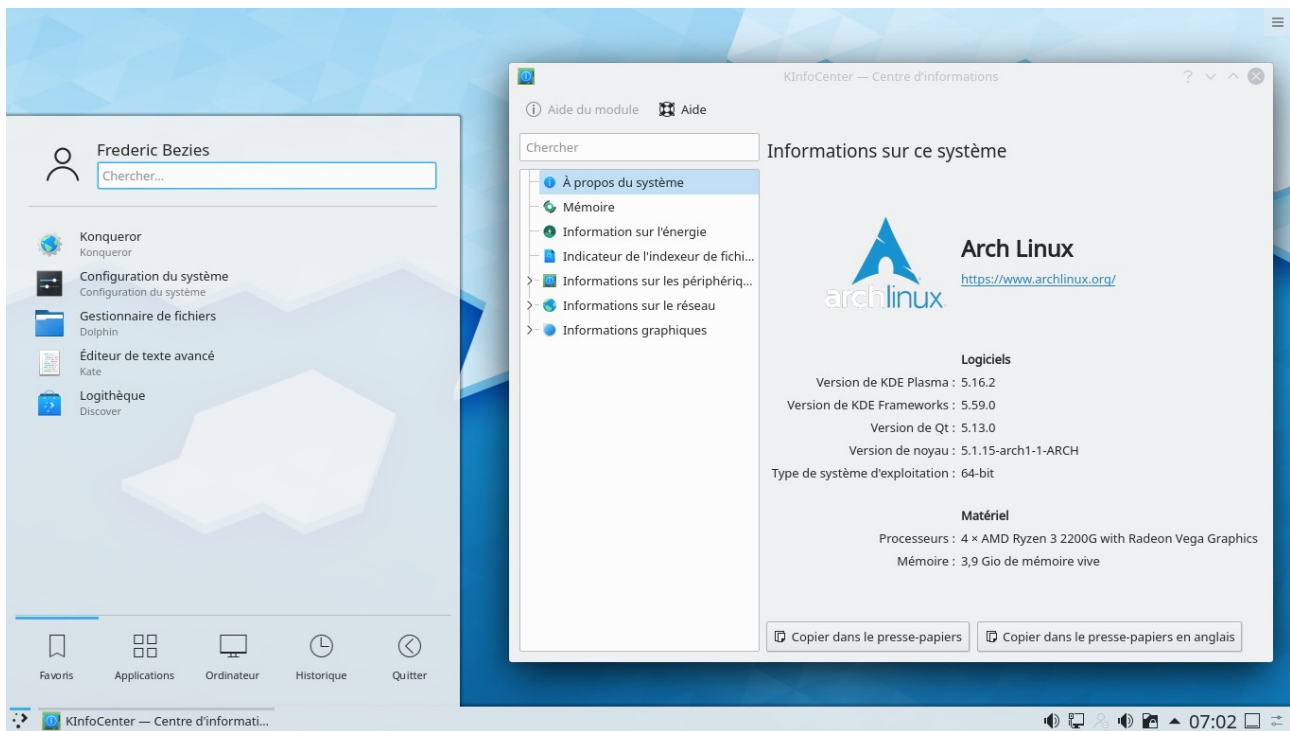 Frederic Bezies
Chercher...
Konqueror
Konqueror
Configuration du système
Configuration du système
Gestionnaire de fichiers
Dolphin
Éditeur de texte avancé
Kate
Logithèque
Discover
Favoris
Applications
Ordinateur
Historique
Quitter
KInfoCenter — Centre d'informations
Aide du module
Aide
Chercher
À propos du système
Mémoire
Information sur l'énergie
Indicateur de l'indexeur de fichi...
Informations sur les périphériq...
Informations sur le réseau
Informations graphiques
Informations sur ce système
archlinux
Arch Linux
https://www.archlinux.org/
Logiciels
Version de KDE Plasma : 5.16.2
Version de KDE Frameworks : 5.59.0
Version de Qt : 5.13.0
Version de noyau : 5.1.15-arch1-1-ARCH
Type de système d'exploitation : 64-bit
Matériel
Processeurs : 4 × AMD Ryzen 3 2200G with Radeon Vega Graphics
Mémoire : 3,9 Gio de mémoire vive
Copier dans le presse-papiers
Copier dans le presse-papiers en anglais
KInfoCenter — Centre d'informati...
07:02